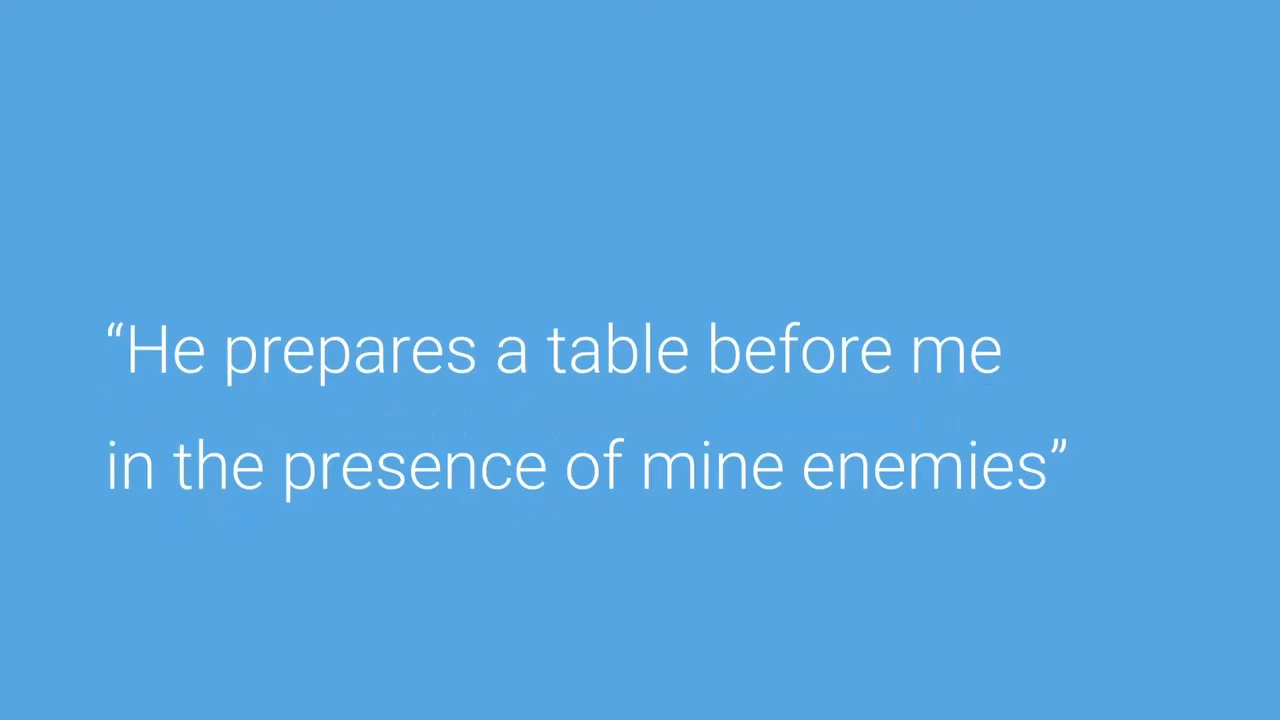 “He prepares a table before me
in the presence of mine enemies”